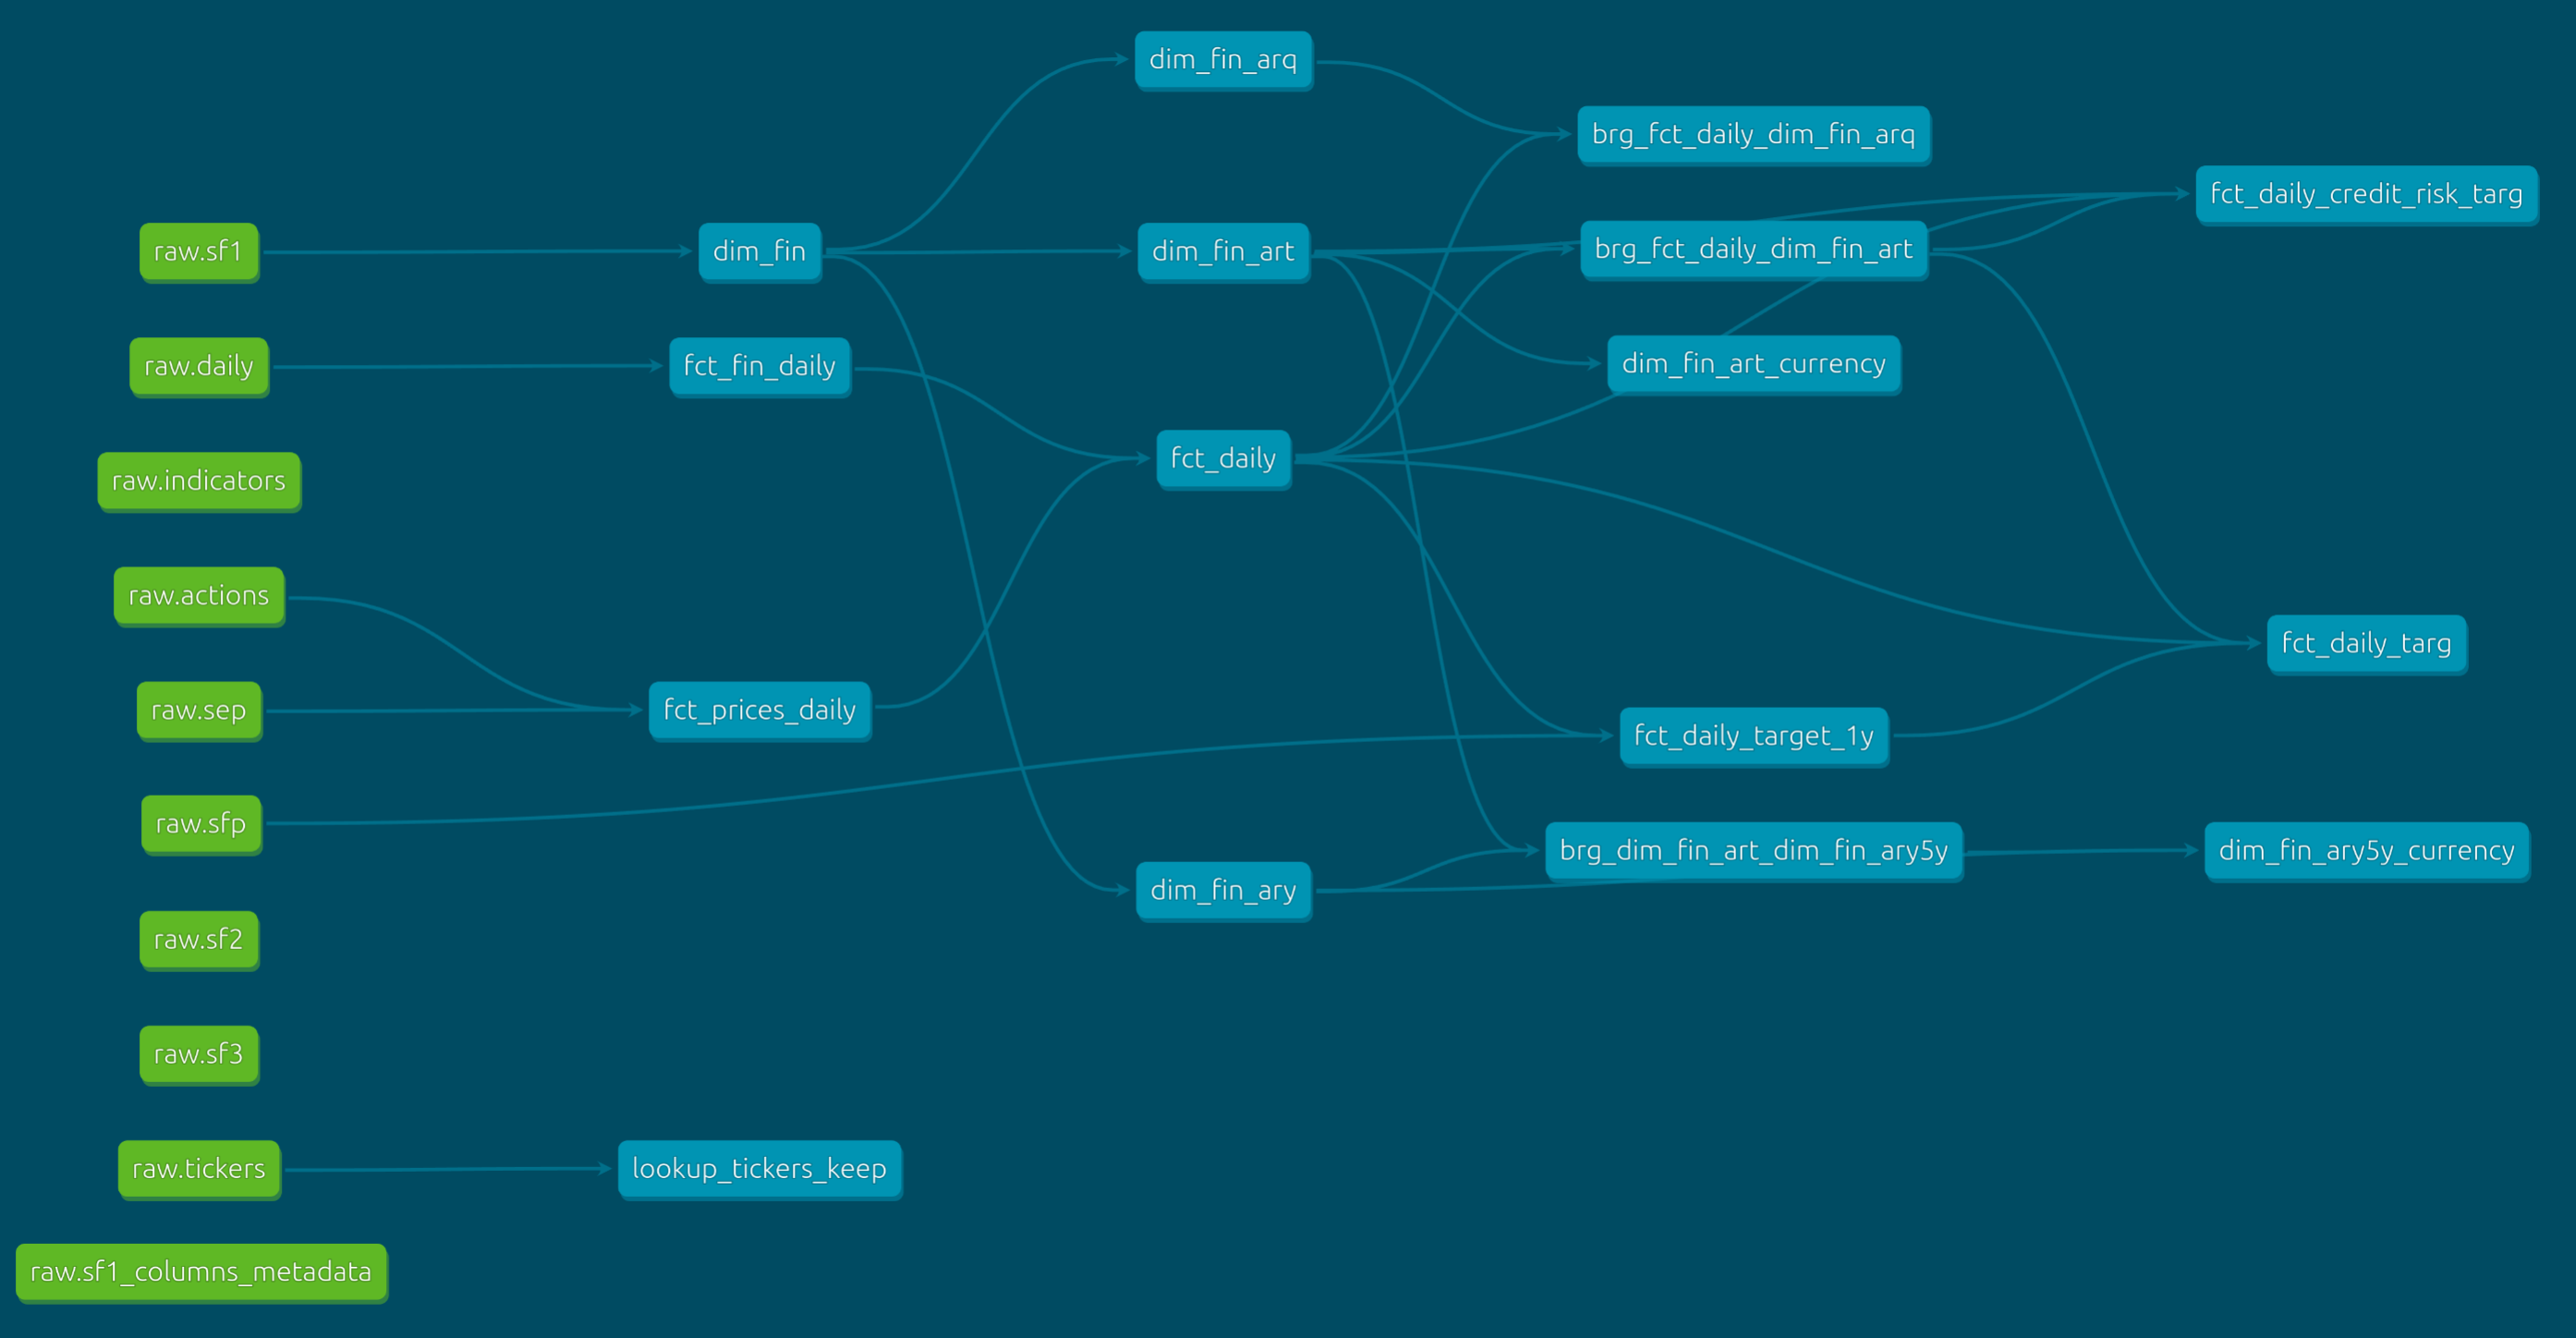 dim_fin_arq
brg_fct_daily_dim_fin_arq
fct_daily_credit_risk_targ
raw.sf1
dim_fin
dim_fin_art
brg_fct_daily_dim_fin_art
raw.daily
fct_fin_daily
dim_fin_art_currency
fct_daily
raw.indicators
raw.actions
fct_daily_targ
raw.sep
fct_prices_daily
fct_daily_target_1y
raw.sfp
brg_dim_fin_art_dim_fin_ary5y
dim_fin_ary5y_currency
dim_fin_ary
raw.sf2
raw.sf3
raw.tickers
lookup_tickers_keep
raw.sf1_columns_metadata